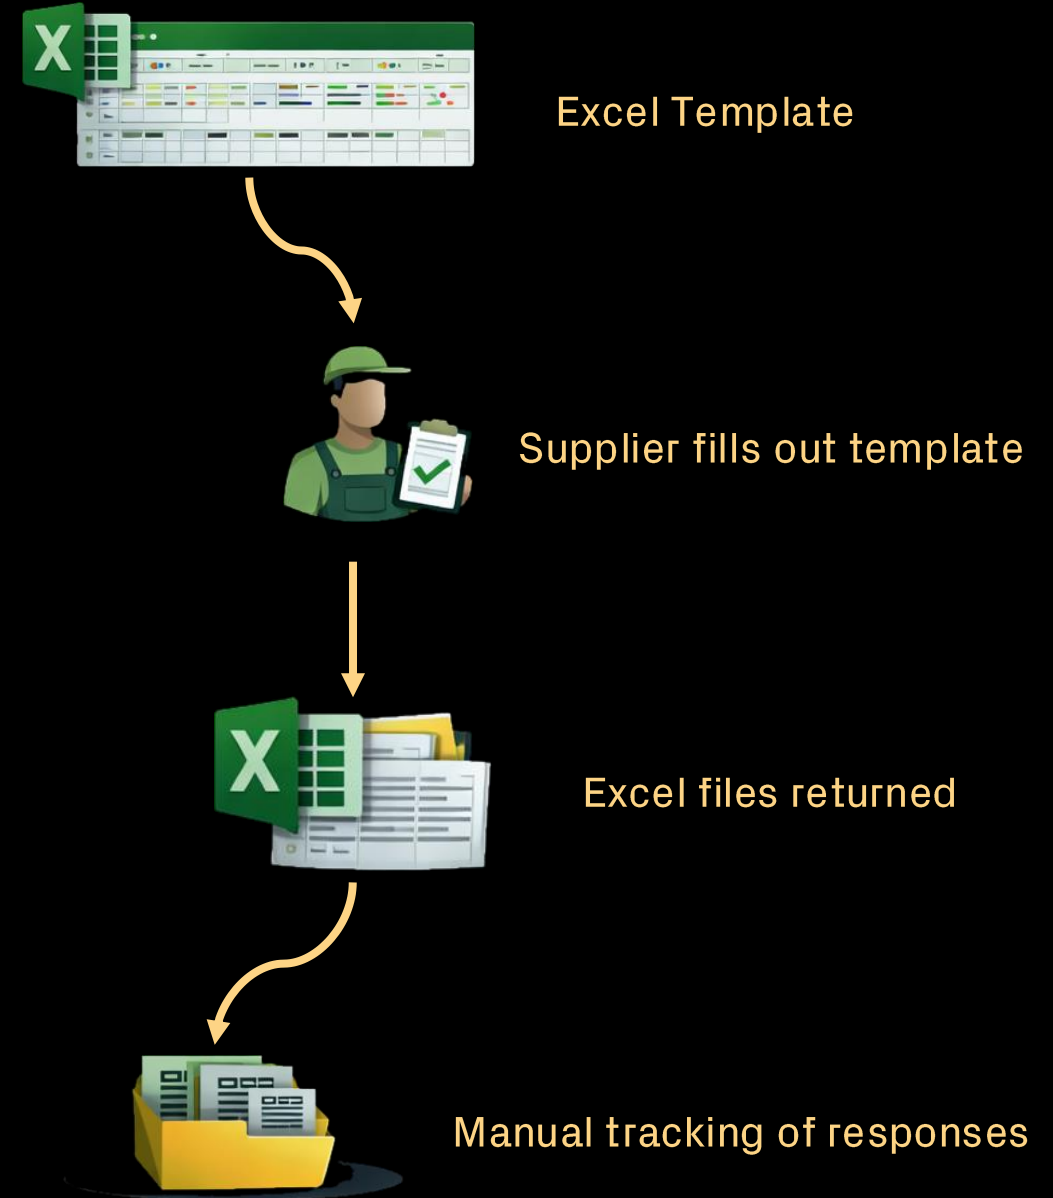 X
Excel Template
Supplier fills out template
X
Excel files returned
Manual tracking of responses